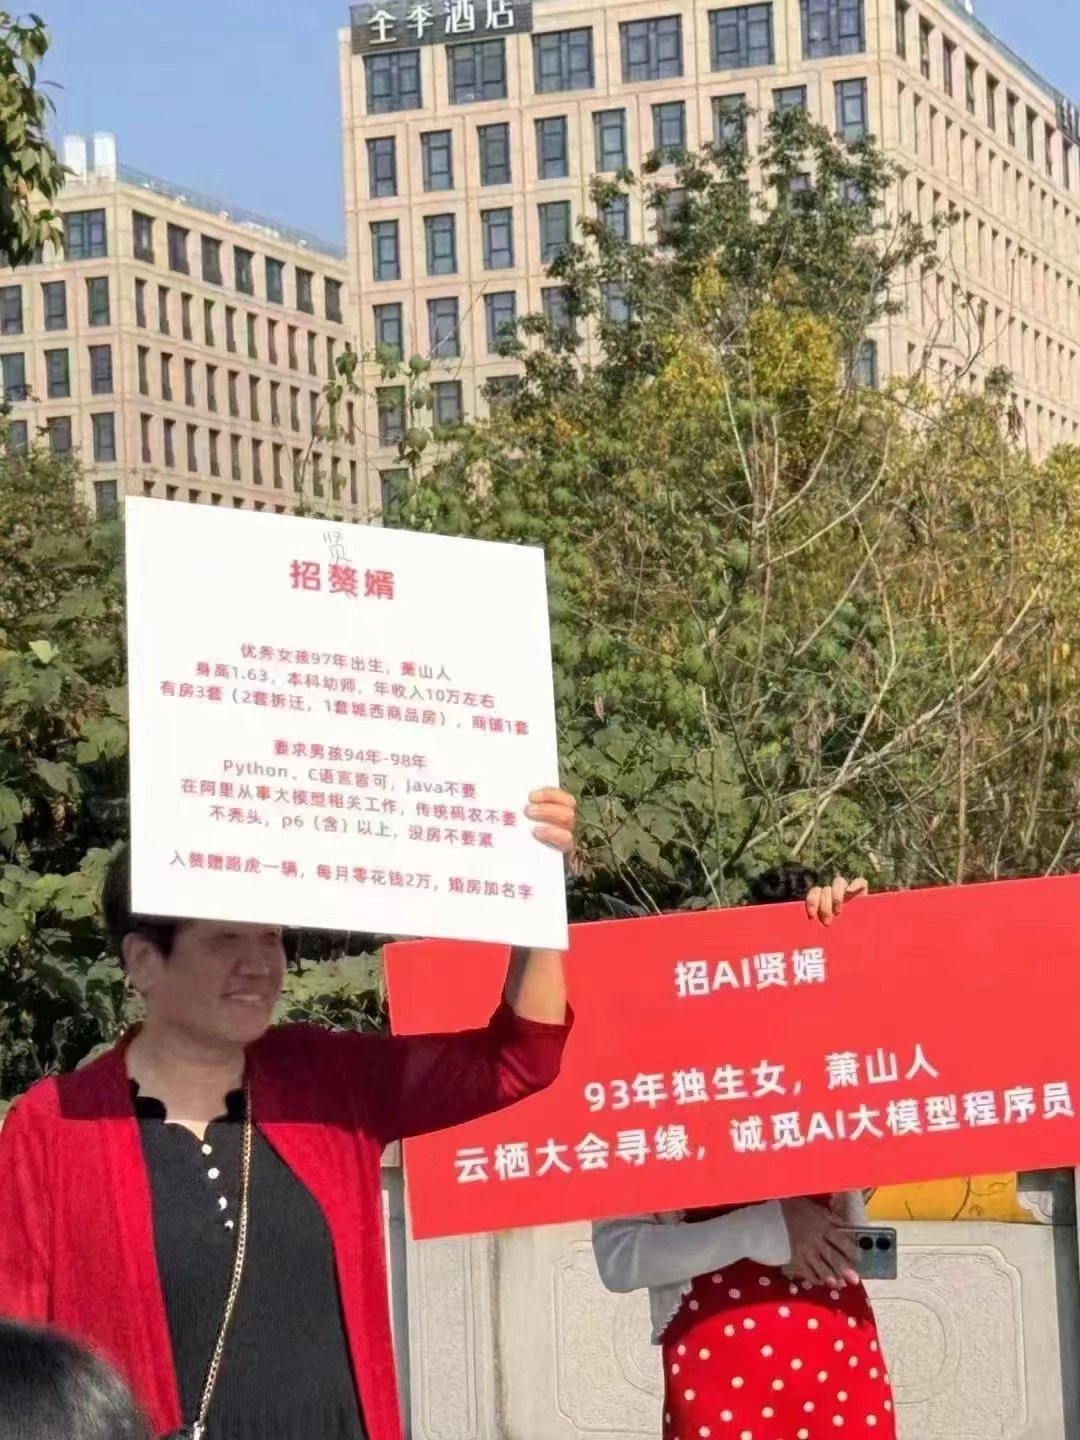 全季酒店
贤
招赘婿
优秀女孩97年出生，萧山人
身高1.63，本科幼师，年收入10万左右
有房3套（2套拆迁，1套城西商品房），商铺1套
要求男孩94年-98年
Python、C语言皆可，java不要
在阿里从事大模型相关工作，传统码农不要
不秃头，p6（含）以上，没房不要紧
入赘赠路虎一辆，每月零花钱2万，婚房加名字
招AI贤婿
93年独生女，萧山人
云栖大会寻缘，诚觅AI大模型程序员